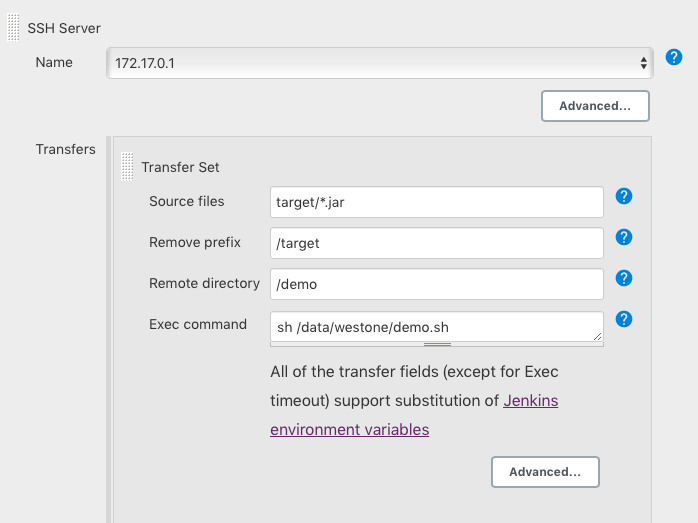 SSH Server
Name
172.17.0.1
?
Advanced...
Transfers
Transfer Set
Source files
target/*.jar
?
Remove prefix
/target
?
Remote directory
/demo
?
Exec command
sh /data/westone/demo.sh
?
All of the transfer fields (except for Exec
timeout) support substitution of Jenkins
environment variables
Advanced...